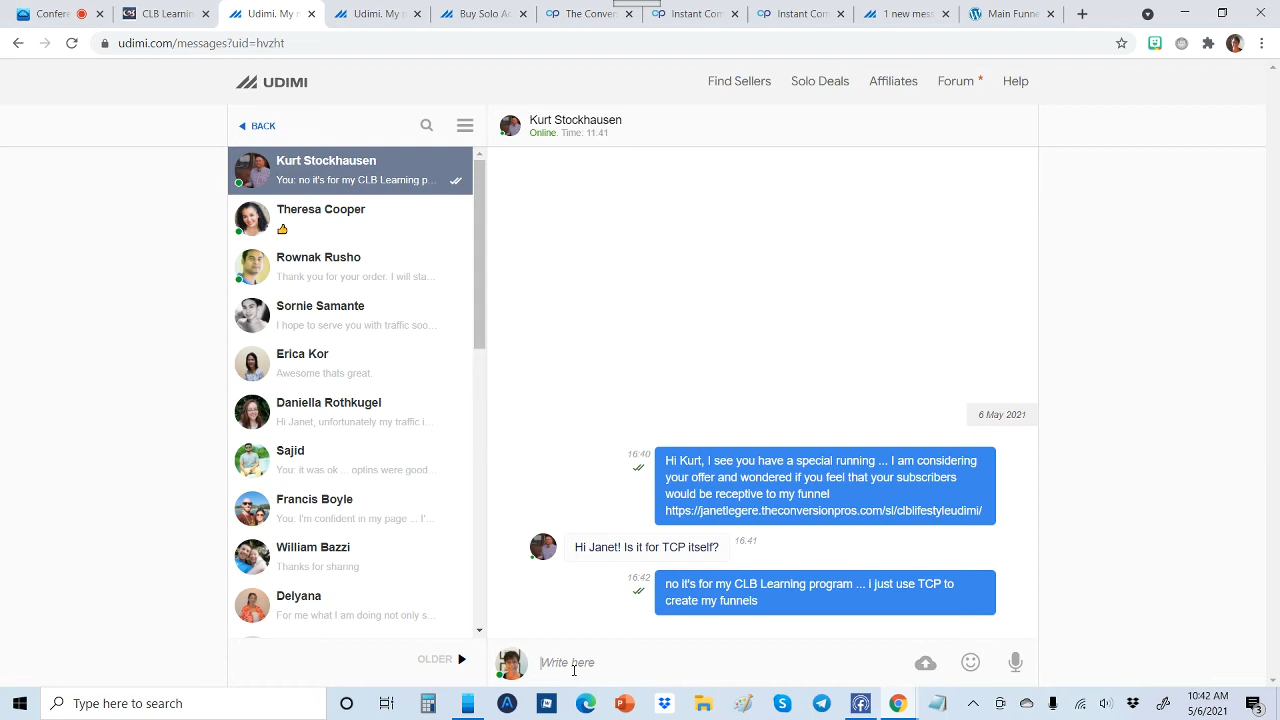 Confere
CLB Soc
Udimi - M
Udimi - M
Buy Solo A
The Conver
Instant Cor
Instant Cor
1 new mess
Main Funne
udimi.com/messages?uid=hvzht
UDIMI
Find Sellers
Solo Deals
Affiliates
Forum *
Help
BACK
Kurt Stockhausen
Online. Time: 11.41
Kurt Stockhausen
You: no it's for my CLB Learning p...
Theresa Cooper
Rownak Rusho
Thank you for your order. I will sta...
Sornie Samante
I hope to serve you with traffic soo...
Erica Kor
Awesome thats great.
Daniella Rothkugel
Hi Janet, unfortunately my traffic i...
Sajid
You: it was ok ... optins were good...
Francis Boyle
You: I'm confident in my page ... I'...
William Bazzi
Thanks for sharing
Delyana
For me what I am doing not only s...
OLDER
6 May 2021
16:40
Hi Kurt, I see you have a special running ... I am considering
your offer and wondered if you feel that your subscribers
would be receptive to my funnel
https://janetlegere.theconversionpros.com/sl/clblifestyleudimi/
Hi Janet! Is it for TCP itself?
16:41
16:42
no it's for my CLB Learning program ... i just use TCP to
create my funnels
Write here
Type here to search
10:42 AM
5/6/2021
3